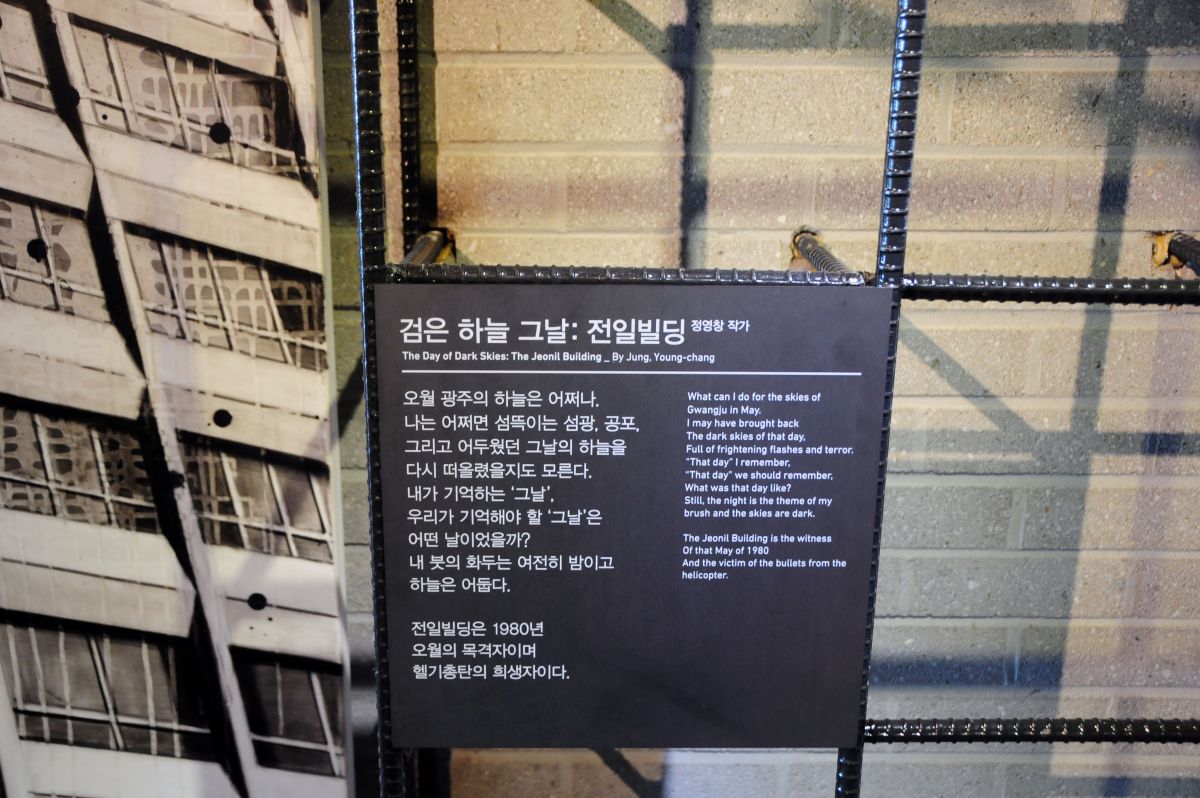 검은 하늘 그날: 전일빌딩 정영창 작가
The Day of Dark Skies: The Jeonil Building _ By Jung, Young-chang
오월 광주의 하늘은 어쩌나.
나는 어쩌면 섬뜩이는 섬광, 공포,
그리고 어두웠던 그날의 하늘을
다시 떠올렸을지도 모른다.
내가 기억하는 ‘그날’,
우리가 기억해야 할 ‘그날’은
어떤 날이었을까?
내 붓의 화두는 여전히 밤이고
하늘은 어둡다.
전일빌딩은 1980년
오월의 목격자이며
헬기총탄의 희생자이다.
What can I do for the skies of
Gwangju in May.
I may have brought back
The dark skies of that day,
Full of frightening flashes and terror.
“That day” I remember,
“That day” we should remember,
What was that day like?
Still, the night is the theme of my
brush and the skies are dark.
The Jeonil Building is the witness
Of that May of 1980
And the victim of the bullets from the
helicopter.